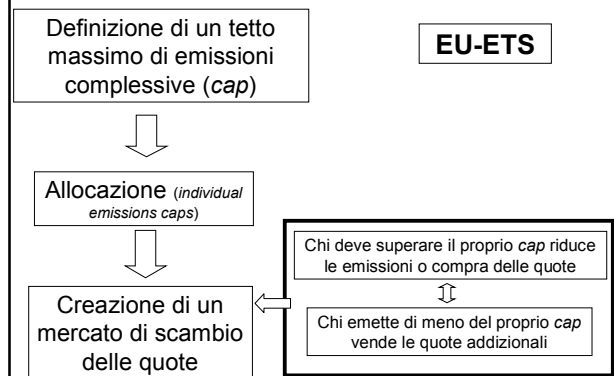 Definizione di un tetto
massimo di emissioni
complessive (cap)
EU-ETS
Allocazione (individual
emissions caps)
Chi deve superare il proprio cap riduce
le emissioni o compra delle quote
Chi emette di meno del proprio cap
vende le quote addizionali
Creazione di un
mercato di scambio
delle quote